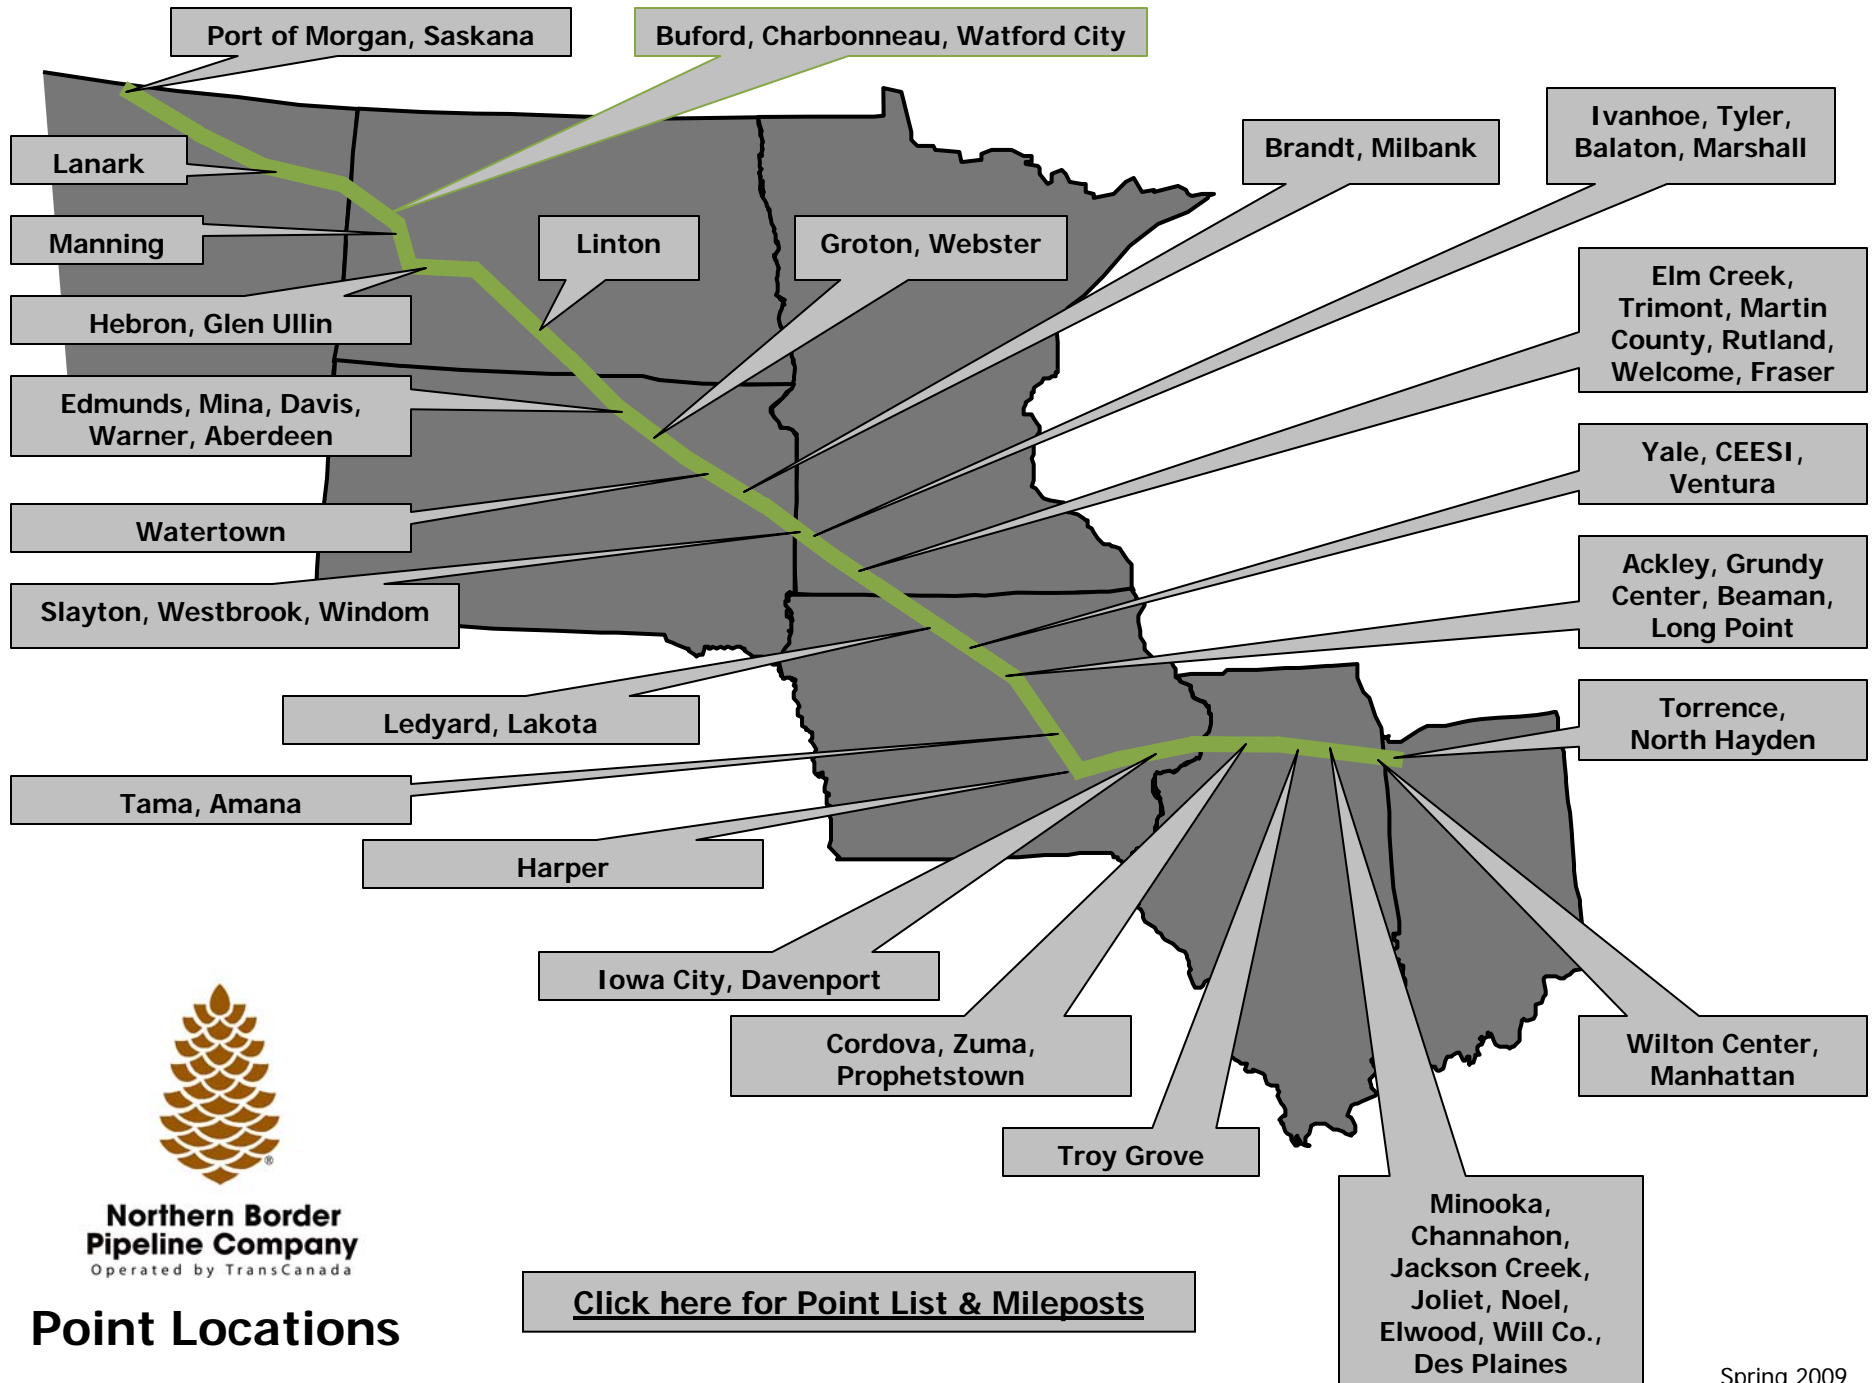 Port of Morgan, Saskana
Buford, Charbonneau, Watford City
Ivanhoe, Tyler,
Balaton, Marshall
Brandt, Milbank
Lanark
Manning
Linton
Groton, Webster
Elm Creek,
Trimont, Martin
County, Rutland,
Welcome, Fraser
Hebron, Glen Ullin
Edmunds, Mina, Davis,
Warner, Aberdeen
Yale, CEESI,
Ventura
Watertown
Ackley, Grundy
Center, Beaman,
Long Point
Slayton, Westbrook, Windom
Ledyard, Lakota
Torrence,
North Hayden
Tama, Amana
Harper
Iowa City, Davenport
Cordova, Zuma,
Prophetstown
Wilton Center,
Manhattan
Troy Grove
Minooka,
Channahon,
Jackson Creek,
Joliet, Noel,
Elwood, Will Co.,
Des Plaines
®
Northern Border
Pipeline Company
Operated by TransCanada
Point Locations
Click here for Point List & Mileposts
Spring 2009